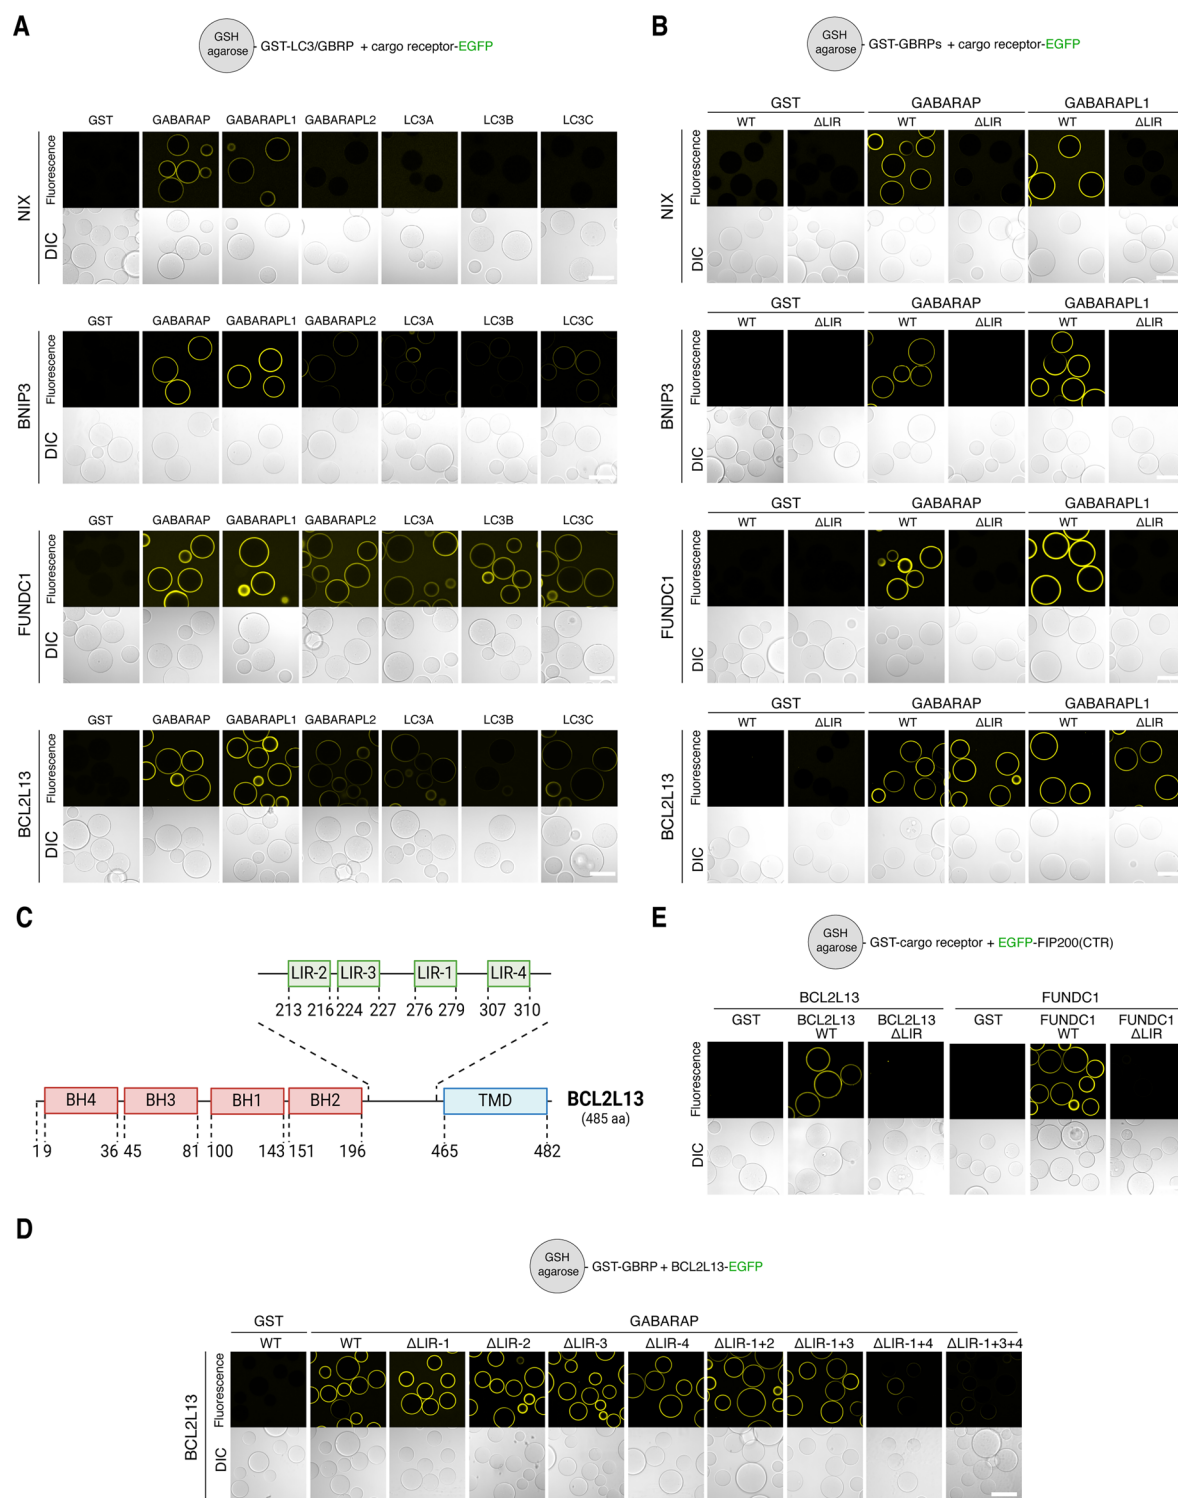 A
GSH
agarose
GST-LC3/GBRP + cargo receptor-EGFP
GST GABARAP GABARAPL1 GABARAPL2 LC3A LC3B LC3C
NIX
Fluorescence
DIC
GST GABARAP GABARAPL1 GABARAPL2 LC3A LC3B LC3C
BNIP3
Fluorescence
DIC
GST GABARAP GABARAPL1 GABARAPL2 LC3A LC3B LC3C
FUNDC1
Fluorescence
DIC
GST GABARAP GABARAPL1 GABARAPL2 LC3A LC3B LC3C
BCL2L13
Fluorescence
DIC
B
GSH
agarose
GST-GBRPs + cargo receptor-EGFP
GST GABARAP GABARAPL1
WT ΔLIR WT ΔLIR WT ΔLIR
NIX
Fluorescence
DIC
GST GABARAP GABARAPL1
WT ΔLIR WT ΔLIR WT ΔLIR
BNIP3
Fluorescence
DIC
GST GABARAP GABARAPL1
WT ΔLIR WT ΔLIR WT ΔLIR
FUNDC1
Fluorescence
DIC
GST GABARAP GABARAPL1
WT ΔLIR WT ΔLIR WT ΔLIR
BCL2L13
Fluorescence
DIC
C
LIR-2 LIR-3 LIR-1 LIR-4
213 216 224 227 276 279 307 310
BH4 BH3 BH1 BH2 TMD BCL2L13
(485 aa)
1 9 36 45 81 100 143 151 196 465 482
E
GSH
agarose
GST-cargo receptor + EGFP-FIP200(CTR)
BCL2L13 FUNDC1
GST BCL2L13 WT BCL2L13 ΔLIR GST FUNDC1 WT FUNDC1 ΔLIR
Fluorescence
DIC
D
GSH
agarose
GST-GBRP + BCL2L13-EGFP
GST GABARAP
WT WT ΔLIR-1 ΔLIR-2 ΔLIR-3 ΔLIR-4 ΔLIR-1+2 ΔLIR-1+3 ΔLIR-1+4 ΔLIR-1+3+4
BCL2L13
Fluorescence
DIC